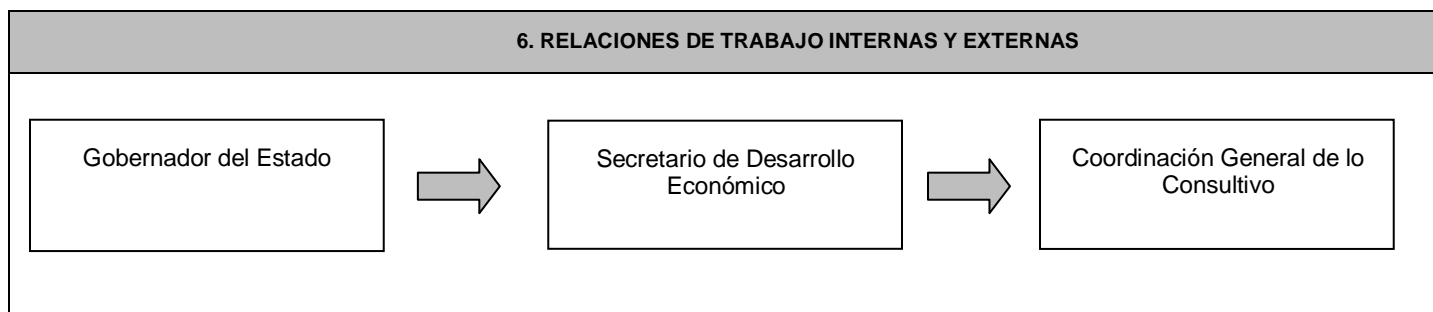 6. RELACIONES DE TRABAJO INTERNAS Y EXTERNAS
Gobernador del Estado
Secretario de Desarrollo
Económico
Coordinación General de lo
Consultivo